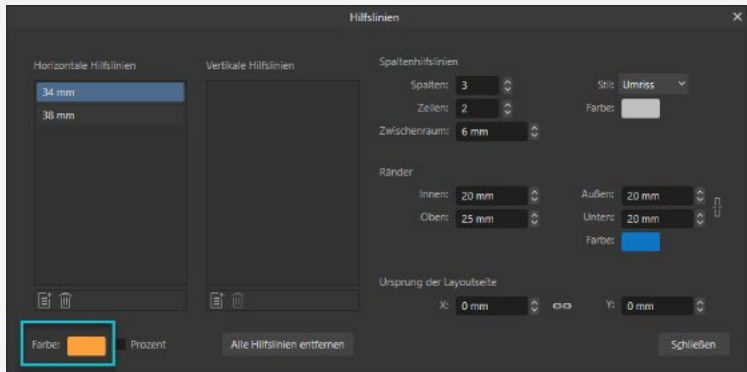 Hilfslinien
Horizontale Hilfslinien
34 mm
38 mm
Vertikale Hilfslinien
Spaltenhilfslinien
Spalten: 3 Stil: Umriss
Zeilen: 2 Farbe:
Zwischenraum: 6 mm
Ränder
Innen: 20 mm Außen: 20 mm
Oben: 25 mm Unten: 20 mm
Farbe:
Ursprung der Layoutseite
X: 0 mm Y: 0 mm
Farbe: Prozent Alle Hilfslinien entfernen Schließen